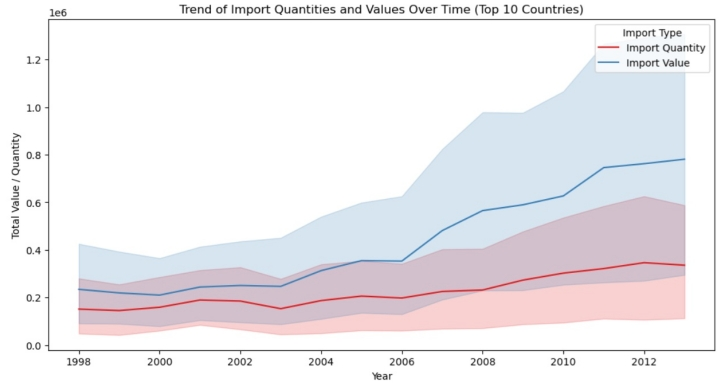 Trend of Import Quantities and Values Over Time (Top 10 Countries)
1e6
Import Type
Import Quantity
Import Value
1.2
1.0
0.8
0.6
0.4
0.2
0.0
Total Value / Quantity
1998 2000 2002 2004 2006 2008 2010 2012
Year